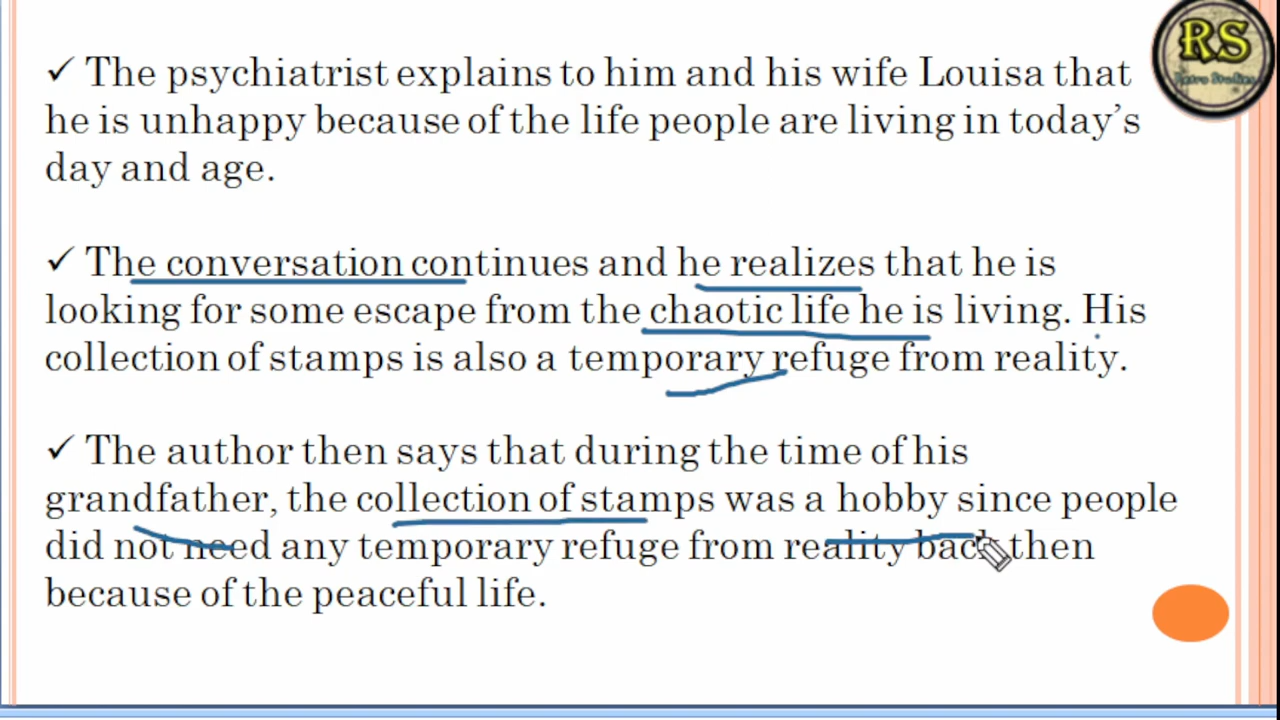 RS
Retro Studies
✓ The psychiatrist explains to him and his wife Louisa that
he is unhappy because of the life people are living in today’s
day and age.
✓ The conversation continues and he realizes that he is
looking for some escape from the chaotic life he is living. His
collection of stamps is also a temporary refuge from reality.
✓ The author then says that during the time of his
grandfather, the collection of stamps was a hobby since people
did not need any temporary refuge from reality back then
because of the peaceful life.